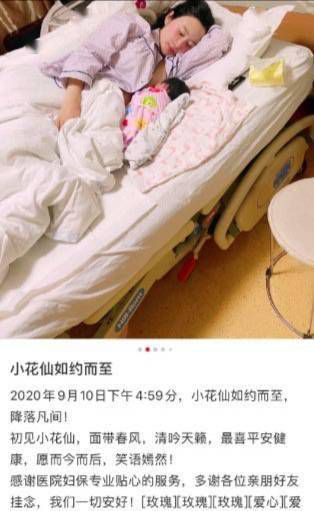 小花仙如约而至
2020年9月10日下午4:59分，小花仙如约而至，
降落凡间！
初见小花仙，面带春风，清吟天籁，最喜平安健
康，愿而今而后，笑语嫣然！
感谢医院妇保专业贴心的服务，多谢各位亲朋好友
挂念，我们一切安好！[玫瑰][玫瑰][玫瑰][爱心][爱